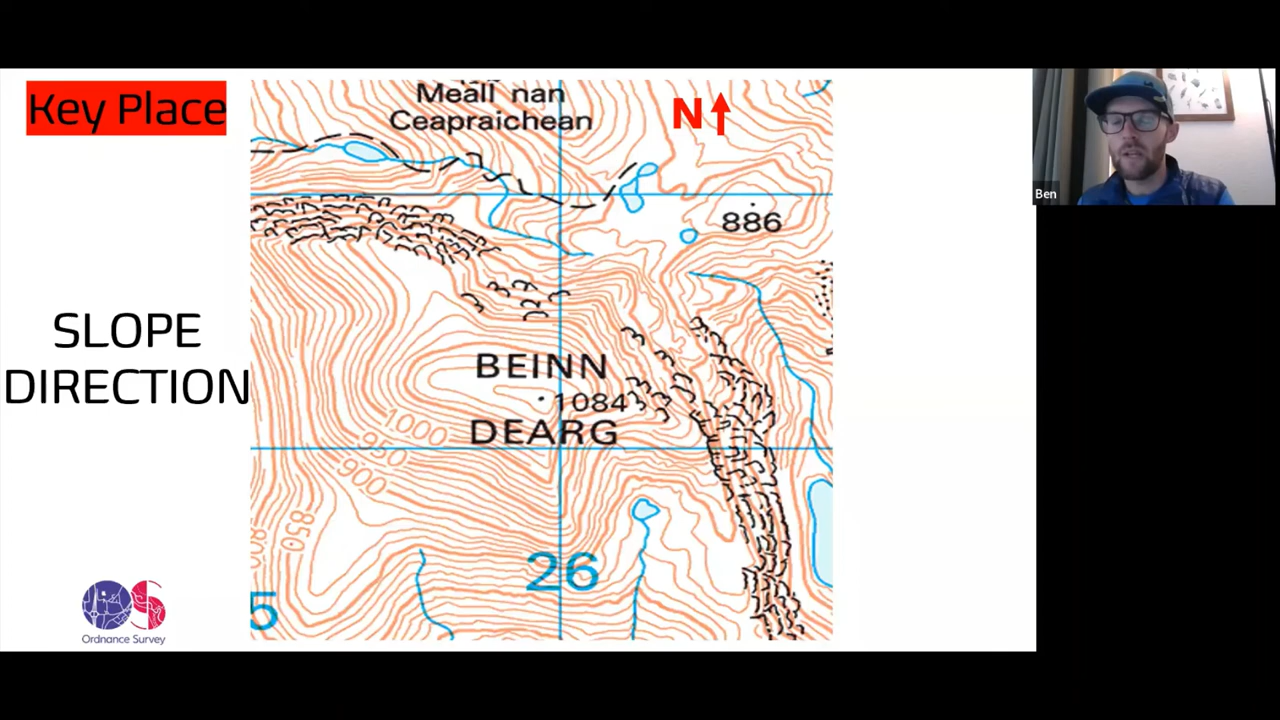 Key Place
SLOPE
DIRECTION
Ordnance Survey
Meall nan
Ceapraichean
N
886
BEINN
1084
DEARG
1000
950
900
850
26
5
Ben